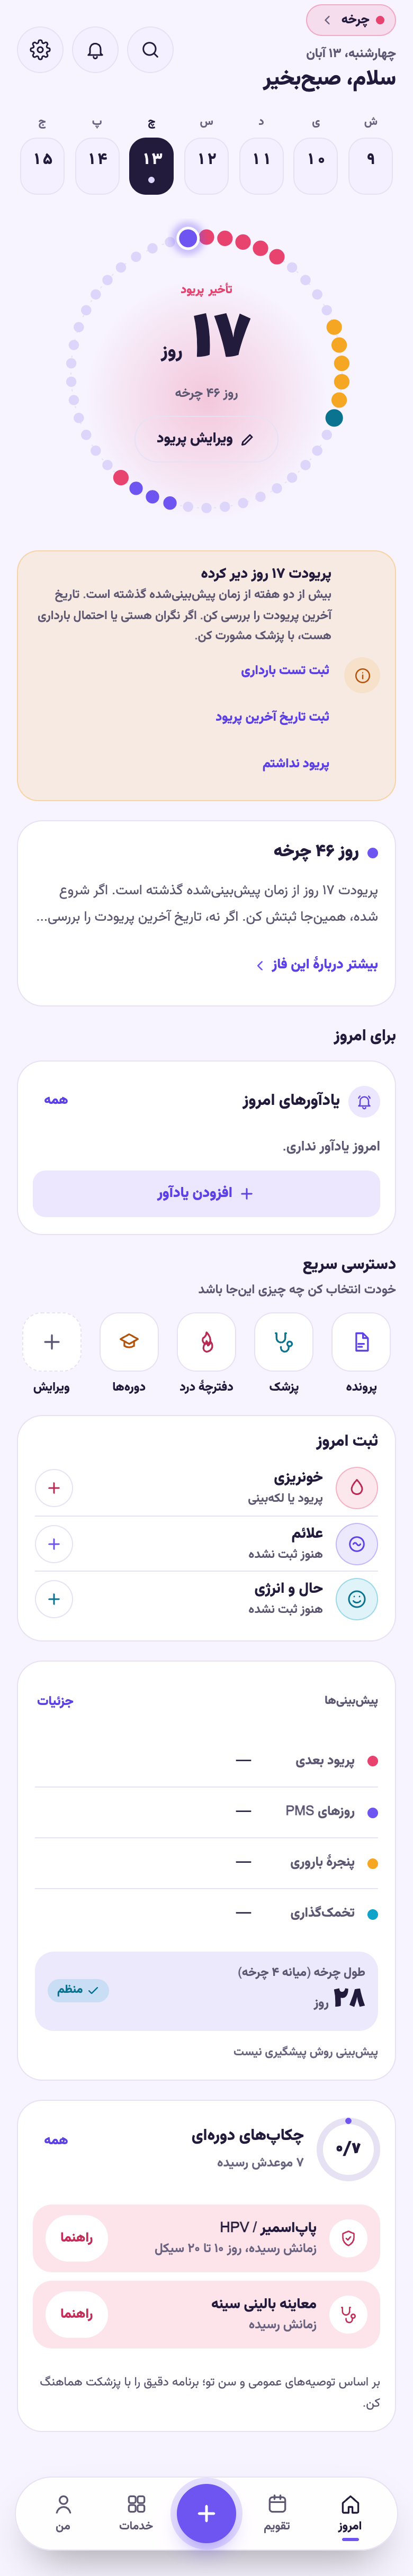 چرخه
چهارشنبه، ۱۳ آبان
سلام، صبح‌بخیر
ش ی د س چ پ ج
۹ ۱۰ ۱۱ ۱۲ ۱۳ ۱۴ ۱۵
تأخیر پریود
۱۷ روز
روز ۴۶ چرخه
ویرایش پریود
پریودت ۱۷ روز دیر کرده
بیش از دو هفته از زمان پیش‌بینی‌شده گذشته است. تاریخ
آخرین پریودت را بررسی کن. اگر نگران هستی یا احتمال بارداری
هست، با پزشک مشورت کن.
ثبت تست بارداری
ثبت تاریخ آخرین پریود
پریود نداشتم
روز ۴۶ چرخه
پریودت ۱۷ روز از زمان پیش‌بینی‌شده گذشته است. اگر شروع
شده، همین‌جا ثبتش کن. اگر نه، تاریخ آخرین پریودت را بررسی...
بیشتر دربارهٔ این فاز
برای امروز
یادآورهای امروز
همه
امروز یادآور نداری.
افزودن یادآور
دسترسی سریع
خودت انتخاب کن چه چیزی این‌جا باشد
پرونده پزشک دفترچهٔ درد دوره‌ها ویرایش
ثبت امروز
خونریزی
پریود یا لکه‌بینی
علائم
هنوز ثبت نشده
حال و انرژی
هنوز ثبت نشده
پیش‌بینی‌ها
جزئیات
پریود بعدی —
روزهای PMS —
پنجرهٔ باروری —
تخمک‌گذاری —
طول چرخه (میانه ۴ چرخه)
۲۸ روز
منظم
پیش‌بینی روش پیشگیری نیست
۰/۷
چکاپ‌های دوره‌ای
۷ موعدش رسیده
همه
پاپ‌اسمیر / HPV
زمانش رسیده، روز ۱۰ تا ۲۰ سیکل
راهنما
معاینه بالینی سینه
زمانش رسیده
راهنما
بر اساس توصیه‌های عمومی و سن تو؛ برنامه دقیق را با پزشکت هماهنگ
کن.
امروز تقویم خدمات من